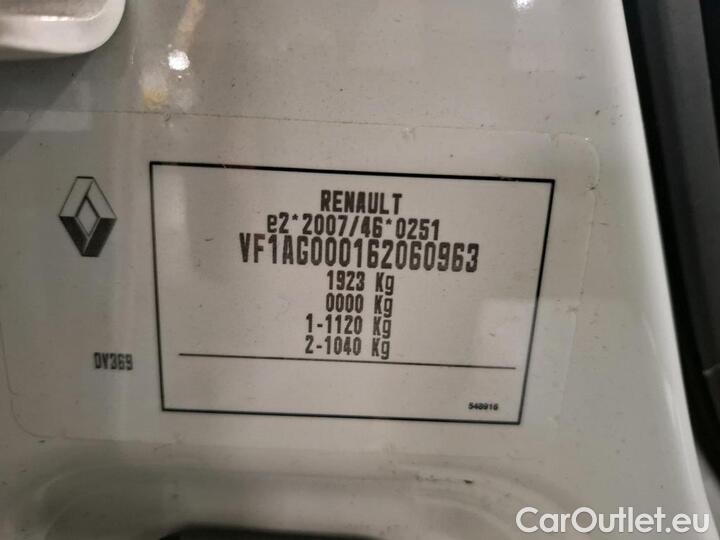 RENAULT
e2*2007/46*0251
VF1AG000162060963
1923 Kg
0000 Kg
1-1120 Kg
2-1040 Kg
DV369
548916
CarOutlet.eu